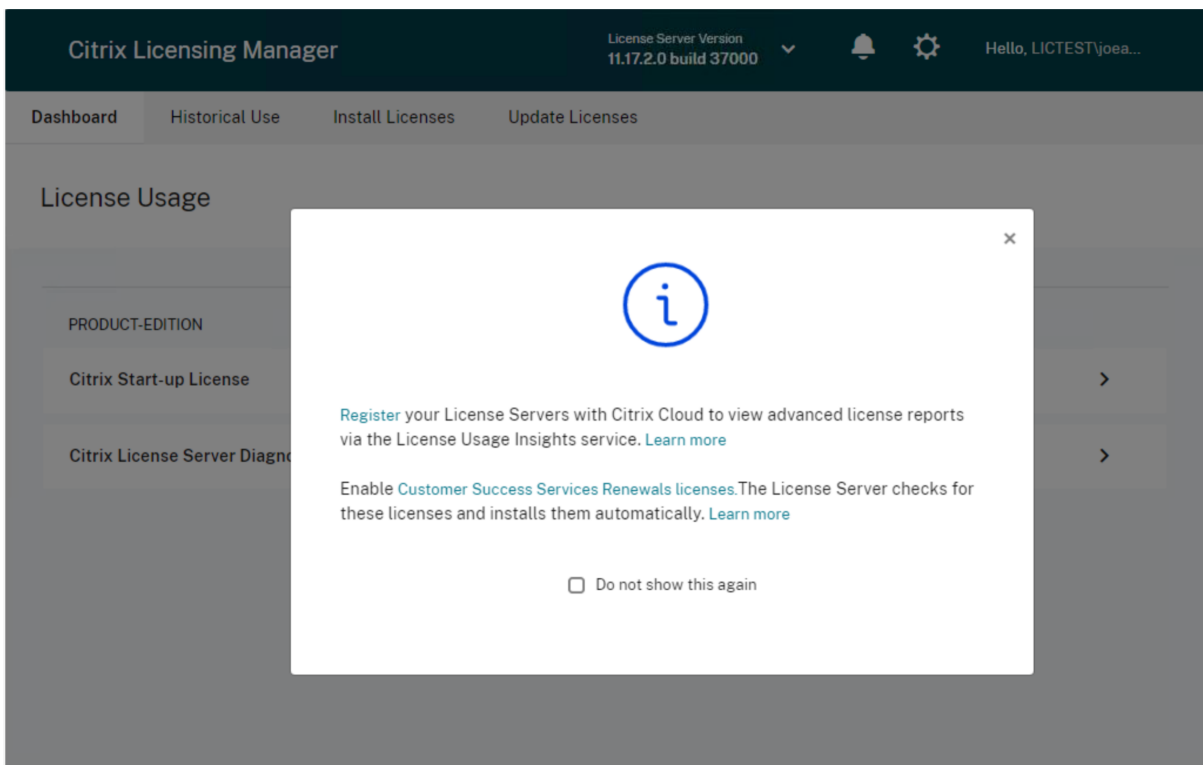 Citrix Licensing Manager
License Server Version
11.17.2.0 build 37000
Hello, LICTEST\joea...
Dashboard
Historical Use
Install Licenses
Update Licenses
License Usage
PRODUCT-EDITION
Citrix Start-up License
Citrix License Server Diagno
Register your License Servers with Citrix Cloud to view advanced license reports
via the License Usage Insights service. Learn more
Enable Customer Success Services Renewals licenses.The License Server checks for
these licenses and installs them automatically. Learn more
Do not show this again